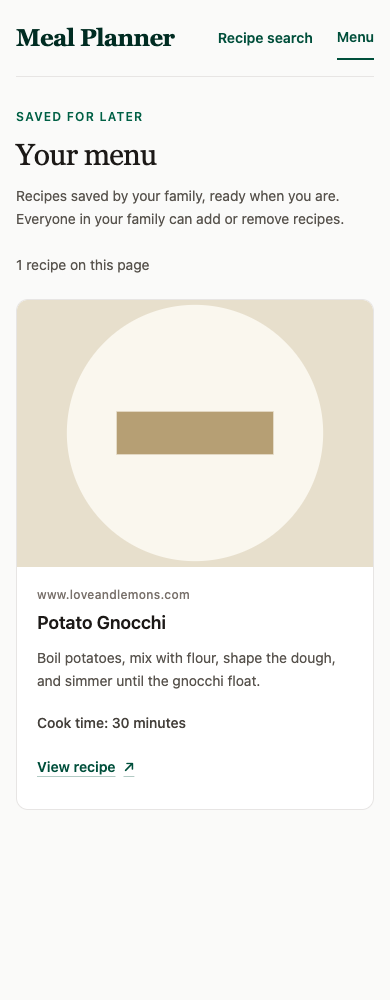 Meal Planner
Recipe search
Menu
SAVED FOR LATER
Your menu
Recipes saved by your family, ready when you are.
Everyone in your family can add or remove recipes.
1 recipe on this page
www.loveandlemons.com
Potato Gnocchi
Boil potatoes, mix with flour, shape the dough,
and simmer until the gnocchi float.
Cook time: 30 minutes
View recipe ↗